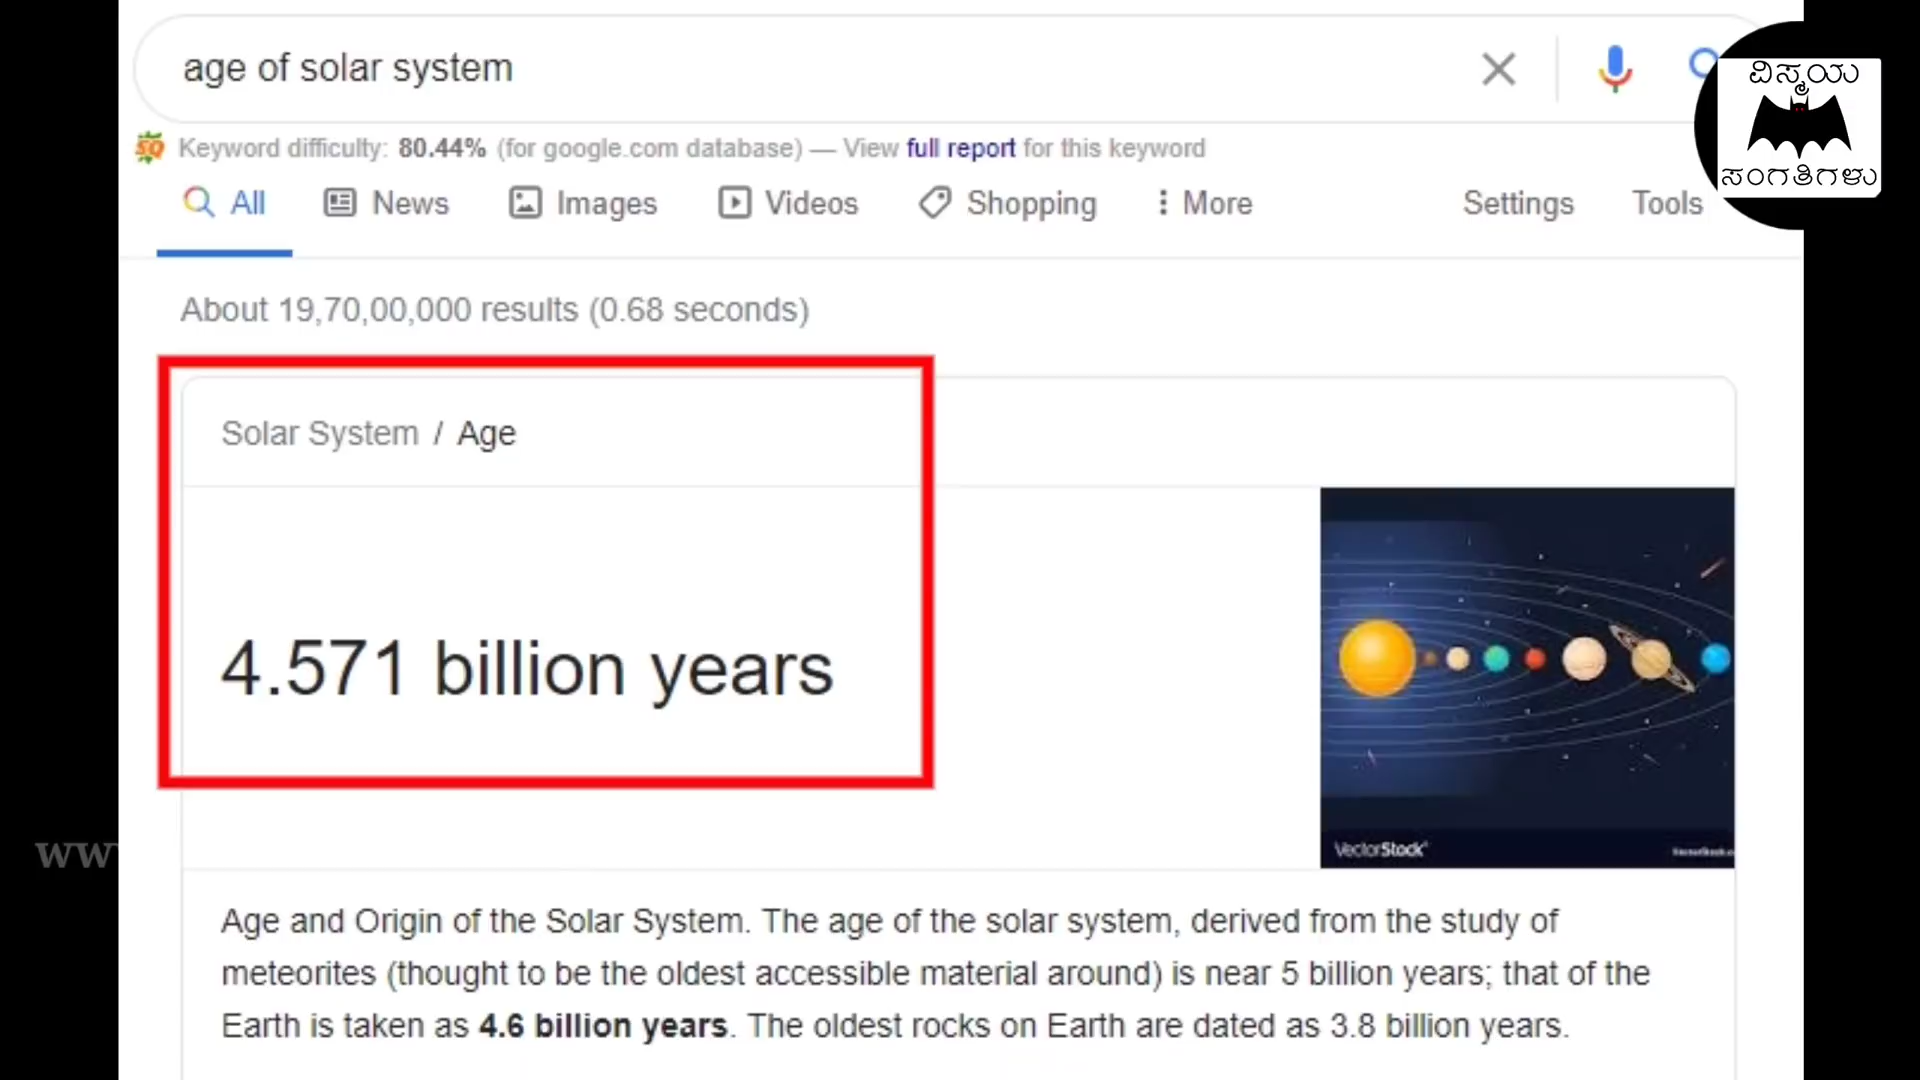 age of solar system
ವಿಸ್ಮಯ
ಸಂಗತಿಗಳು
SQ Keyword difficulty: 80.44% (for google.com database) — View full report for this keyword
All News Images Videos Shopping More Settings Tools
About 19,70,00,000 results (0.68 seconds)
Solar System / Age
4.571 billion years
VectorStock
Age and Origin of the Solar System. The age of the solar system, derived from the study of
meteorites (thought to be the oldest accessible material around) is near 5 billion years; that of the
Earth is taken as 4.6 billion years. The oldest rocks on Earth are dated as 3.8 billion years.